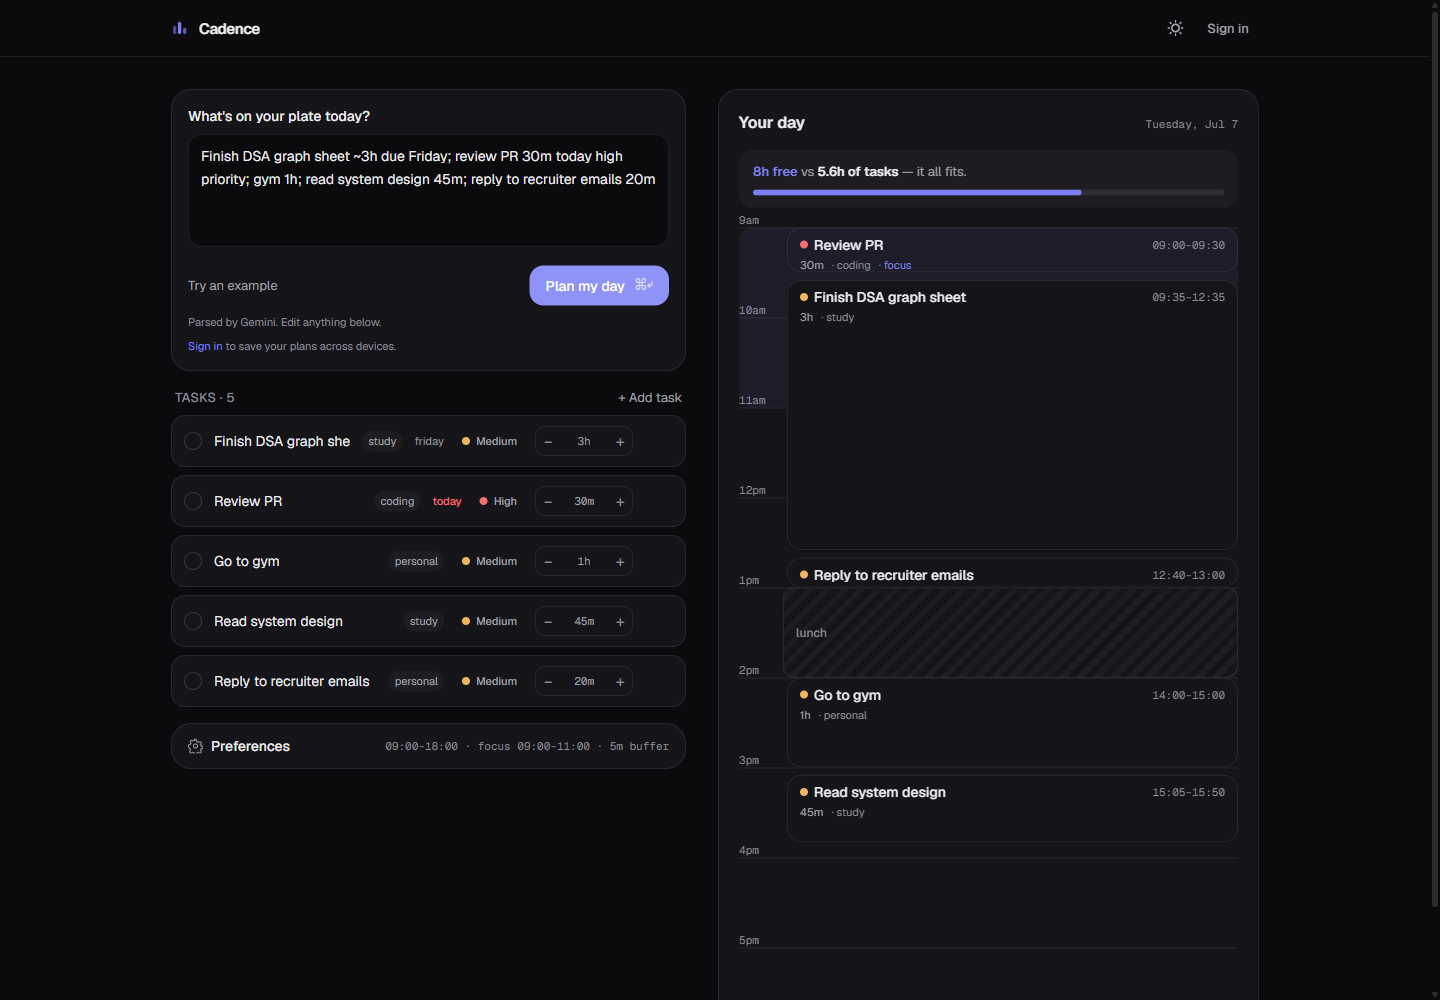 Cadence
Sign in
What's on your plate today?
Finish DSA graph sheet ~3h due Friday; review PR 30m today high
priority; gym 1h; read system design 45m; reply to recruiter emails 20m
Try an example
Plan my day ⌘↵
Parsed by Gemini. Edit anything below.
Sign in to save your plans across devices.
TASKS · 5
+ Add task
Finish DSA graph she study friday Medium − 3h +
Review PR coding today High − 30m +
Go to gym personal Medium − 1h +
Read system design study Medium − 45m +
Reply to recruiter emails personal Medium − 20m +
Preferences 09:00–18:00 · focus 09:00–11:00 · 5m buffer
Your day
Tuesday, Jul 7
8h free vs 5.6h of tasks — it all fits.
9am
Review PR 09:00–09:30
30m · coding · focus
Finish DSA graph sheet 09:35–12:35
10am
3h · study
11am
12pm
Reply to recruiter emails 12:40–13:00
1pm
lunch
2pm
Go to gym 14:00–15:00
1h · personal
3pm
Read system design 15:05–15:50
45m · study
4pm
5pm